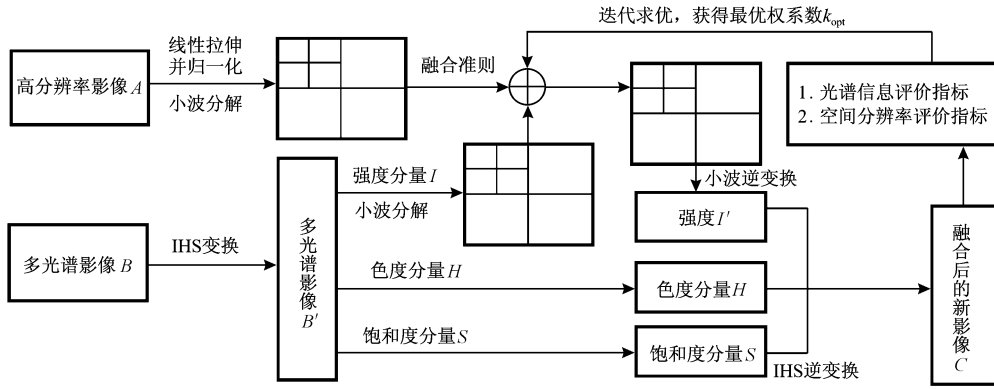 迭代求优，获得最优权系数kopt
高分辨率影像A
线性拉伸
并归一化
小波分解
融合准则
1. 光谱信息评价指标
2. 空间分辨率评价指标
强度分量I
小波分解
小波逆变换
强度I′
多光谱影像B
IHS变换
多光谱影像B′
色度分量H
色度分量H
饱和度分量S
饱和度分量S
IHS逆变换
融合后的新影像C